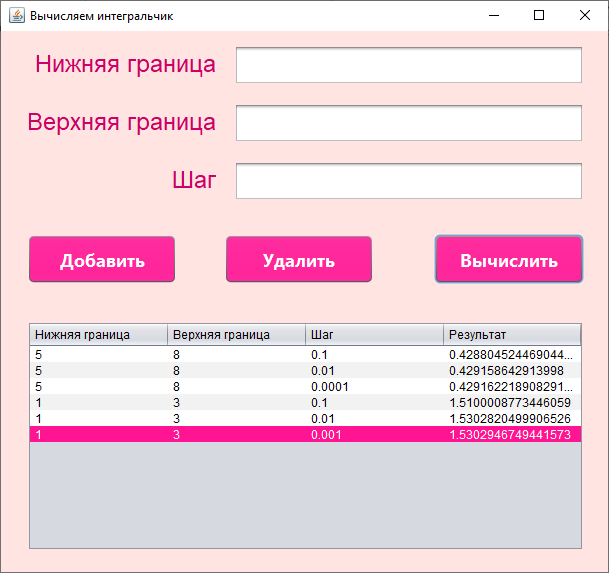 Вычисляем интегральчик
Нижняя граница
Верхняя граница
Шаг
Добавить Удалить Вычислить
Нижняя граница Верхняя граница Шаг Результат
5 8 0.1 0.428804524469044...
5 8 0.01 0.429158642913998
5 8 0.0001 0.429162218908291...
1 3 0.1 1.5100008773446059
1 3 0.01 1.5302820499906526
1 3 0.001 1.5302946749441573